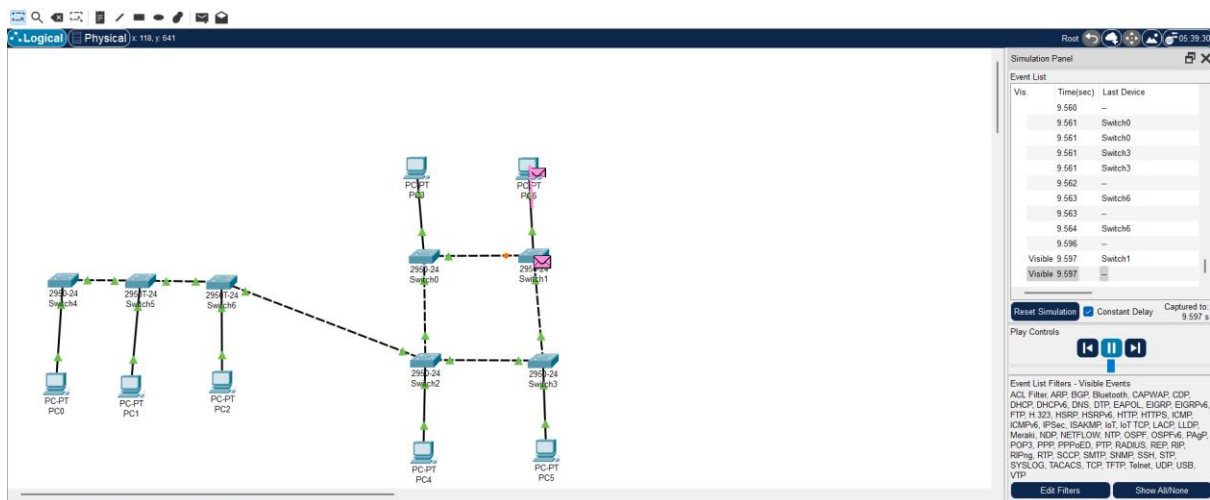 Logical Physical x: 118, y: 641 Root 05:39:30
Simulation Panel
Event List
Vis. Time(sec) Last Device
9.560 --
9.561 Switch0
9.561 Switch0
9.561 Switch3
9.561 Switch3
9.562 --
9.563 Switch6
9.563 --
9.564 Switch6
9.596 --
Visible 9.597 Switch1
Visible 9.597 --
Reset Simulation Constant Delay Captured to:
9.597 s
Play Controls
Event List Filters - Visible Events
ACL Filter, ARP, BGP, Bluetooth, CAPWAP, CDP,
DHCP, DHCPv6, DNS, DTP, EAPOL, EIGRP, EIGRPv6,
FTP, H.323, HSRP, HSRPv6, HTTP, HTTPS, ICMP,
ICMPv6, IPSec, ISAKMP, IoT, IoT TCP, LACP, LLDP,
Meraki, NDP, NETFLOW, NTP, OSPF, OSPFv6, PAgP,
POP3, PPP, PPPoED, PTP, RADIUS, REP, RIP,
RIPng, RTP, SCCP, SMTP, SNMP, SSH, STP,
SYSLOG, TACACS, TCP, TFTP, Telnet, UDP, USB,
VTP
Edit Filters Show All/None
PC-PT
PC3
PC-PT
PC6
2950-24
Switch0
2950-24
Switch1
2950-24
Switch4
2950T-24
Switch5
2950T-24
Switch6
2950-24
Switch2
2950-24
Switch3
PC-PT
PC0
PC-PT
PC1
PC-PT
PC2
PC-PT
PC4
PC-PT
PC5